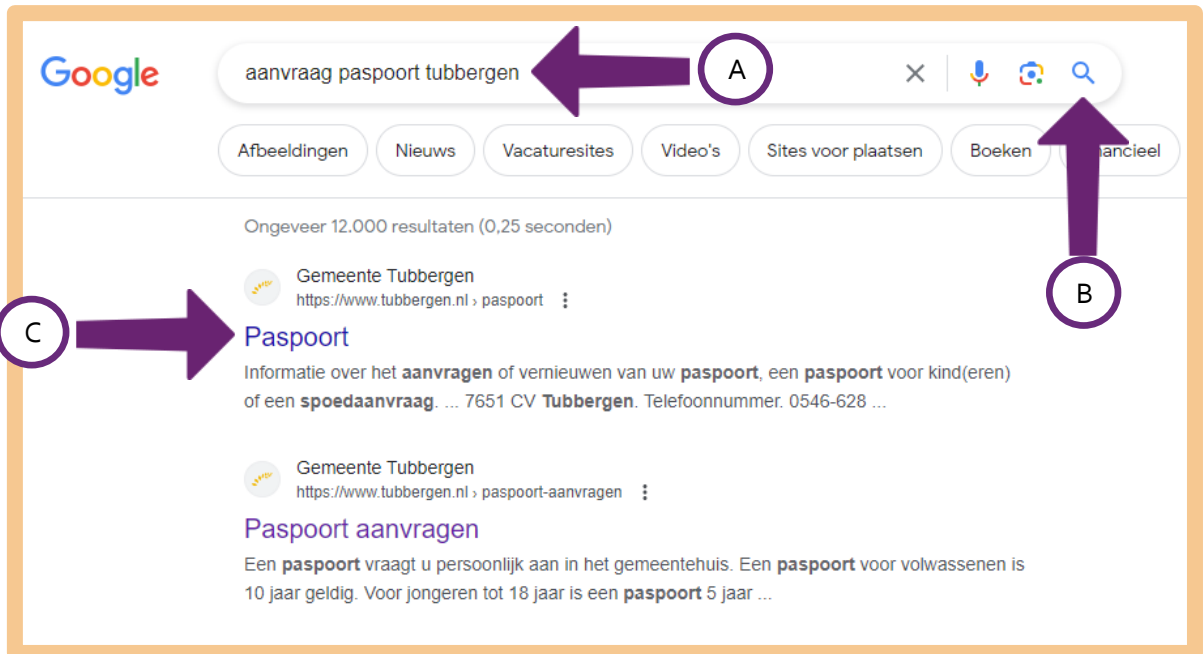 Google
aanvraag paspoort tubbergen
A
Afbeeldingen Nieuws Vacaturesites Video's Sites voor plaatsen Boeken
Ongeveer 12.000 resultaten (0,25 seconden)
B
Gemeente Tubbergen
https://www.tubbergen.nl › paspoort
C
Paspoort
Informatie over het aanvragen of vernieuwen van uw paspoort, een paspoort voor kind(eren)
of een spoedaanvraag. ... 7651 CV Tubbergen. Telefoonnummer. 0546-628 ...
Gemeente Tubbergen
https://www.tubbergen.nl › paspoort-aanvragen
Paspoort aanvragen
Een paspoort vraagt u persoonlijk aan in het gemeentehuis. Een paspoort voor volwassenen is
10 jaar geldig. Voor jongeren tot 18 jaar is een paspoort 5 jaar ...